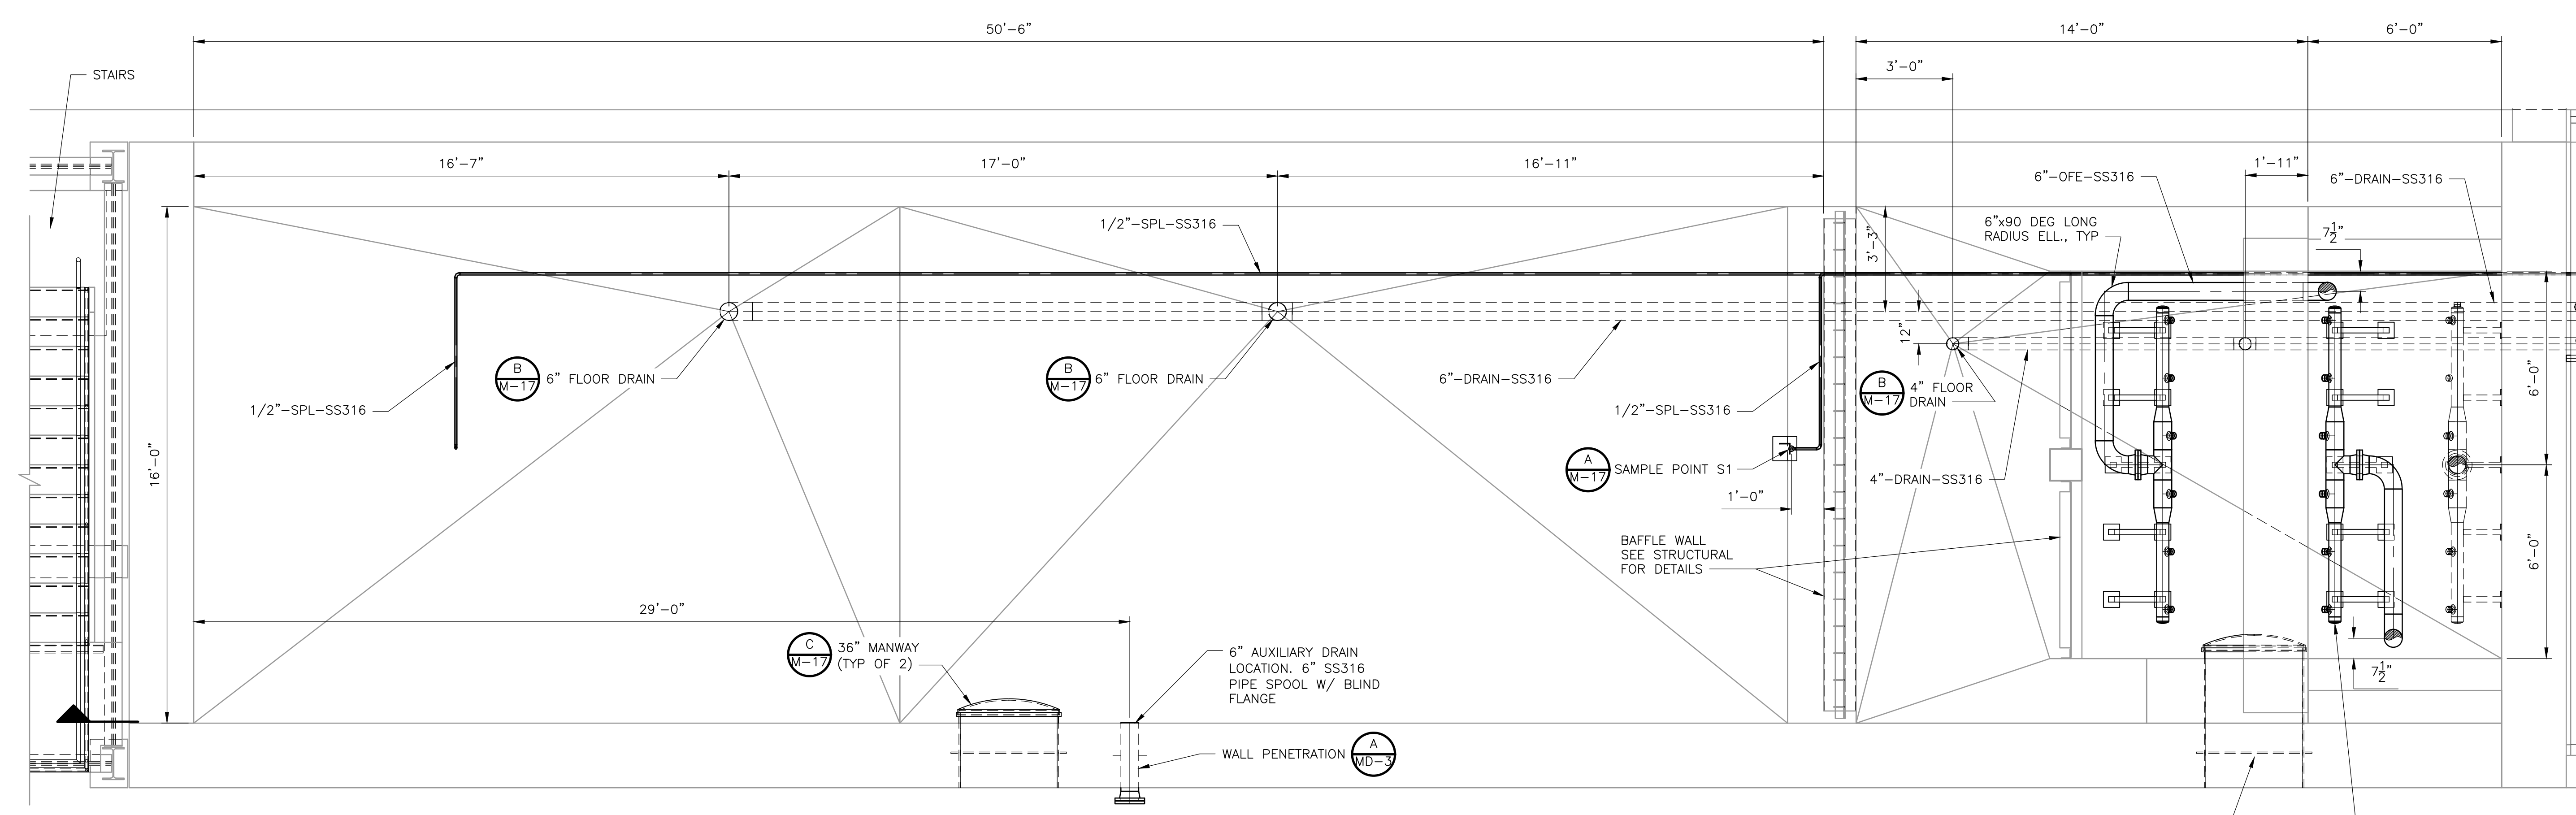 50'-6"
14'-0"
6'-0"
3'-0"
STAIRS
16'-7"
17'-0"
16'-11"
1'-11"
6"-OFE-SS316
6"-DRAIN-SS316
1/2"-SPL-SS316
6"x90 DEG LONG
RADIUS ELL., TYP
3'-3"
7 1/2"
12"
B
M-17
6" FLOOR DRAIN
B
M-17
6" FLOOR DRAIN
6"-DRAIN-SS316
B
M-17
4" FLOOR
DRAIN
1/2"-SPL-SS316
1/2"-SPL-SS316
6'-0"
16'-0"
A
M-17
SAMPLE POINT S1
4"-DRAIN-SS316
1'-0"
BAFFLE WALL
SEE STRUCTURAL
FOR DETAILS
6'-0"
29'-0"
C
M-17
36" MANWAY
(TYP OF 2)
6" AUXILIARY DRAIN
LOCATION. 6" SS316
PIPE SPOOL W/ BLIND
FLANGE
7 1/2"
WALL PENETRATION
A
MD-3